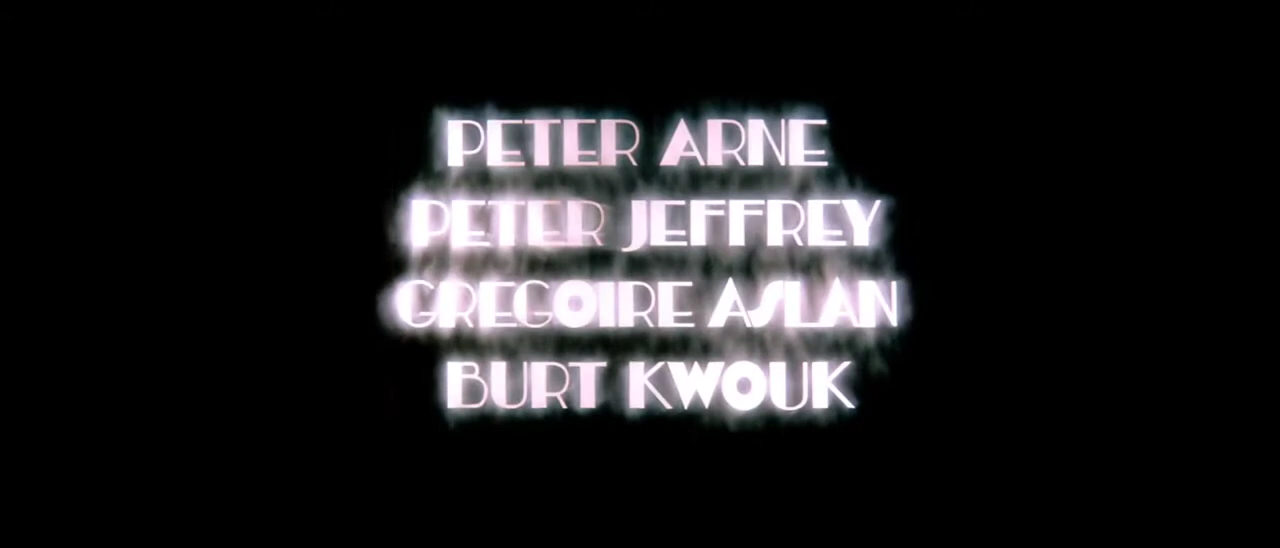 PETER ARNE
PETER JEFFREY
GREGOIRE ASLAN
BURT KWOUK